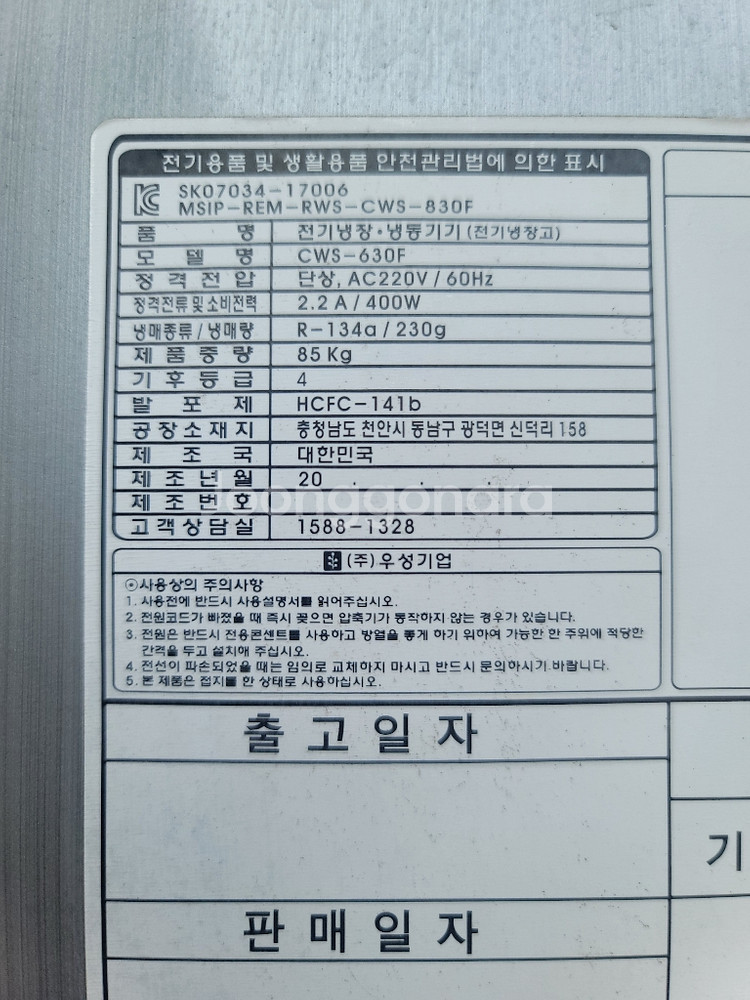 전기용품 및 생활용품 안전관리법에 의한 표시
SK07034-17006
MSIP-REM-RWS-CWS-830F
품 명 전기냉장·냉동기기 (전기냉장고)
모 델 명 CWS-630F
정 격 전 압 단상, AC220V / 60Hz
정격전류 및 소비전력 2.2 A / 400W
냉매종류 / 냉매량 R-134a / 230g
제 품 중 량 85 Kg
기 후 등 급 4
발 포 제 HCFC-141b
공 장 소 재 지 충청남도 천안시 동남구 광덕면 신덕리 158
제 조 국 대한민국
제 조 년 월 20 . .
제 조 번 호
joonggonara
고 객 상 담 실 1588-1328
(주) 우성기업
⊙사용상의 주의사항
1. 사용전에 반드시 사용설명서를 읽어주십시오.
2. 전원코드가 빠졌을 때 즉시 꽂으면 압축기가 동작하지 않는 경우가 있습니다.
3. 전원은 반드시 전용콘센트를 사용하고 방열을 좋게 하기 위하여 가능한 한 주위에 적당한
간격을 두고 설치해 주십시오.
4. 전선이 파손되었을 때는 임의로 교체하지 마시고 반드시 문의하시기 바랍니다.
5. 본 제품은 접지를 한 상태로 사용하십시오.
출 고 일 자
기
판 매 일 자